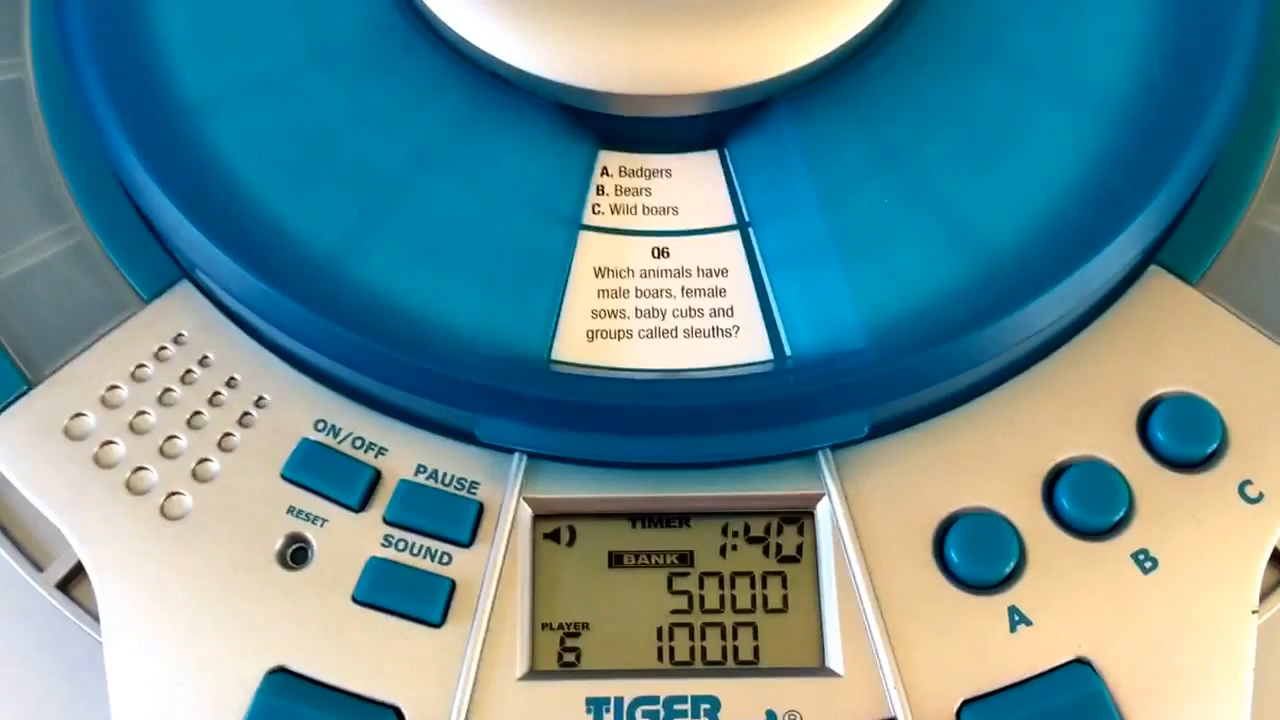 A. Badgers
B. Bears
C. Wild boars
Q6
Which animals have
male boars, female
sows, baby cubs and
groups called sleuths?
ON/OFF
PAUSE
RESET
SOUND
TIMER 1:40
BANK
5000
PLAYER
6 1000
A
B
C
TIGER
®